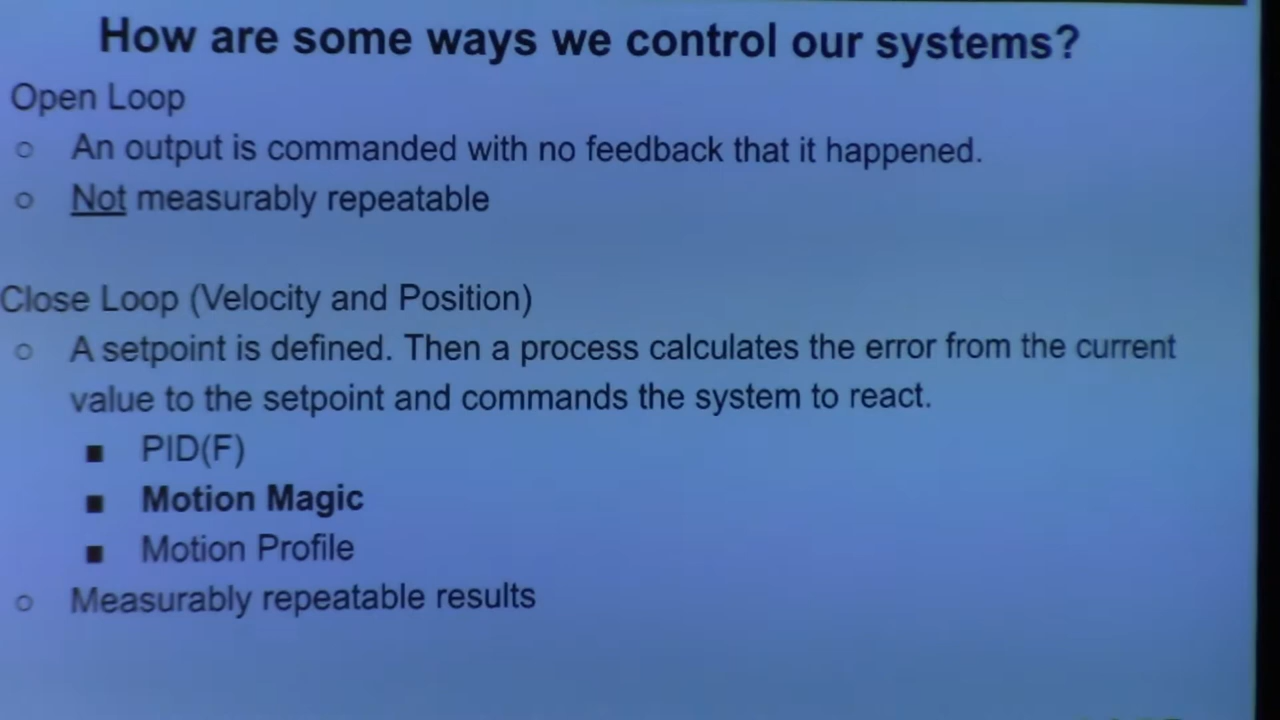 How are some ways we control our systems?
Open Loop
○ An output is commanded with no feedback that it happened.
○ Not measurably repeatable
Close Loop (Velocity and Position)
○ A setpoint is defined. Then a process calculates the error from the current
value to the setpoint and commands the system to react.
■ PID(F)
■ Motion Magic
■ Motion Profile
○ Measurably repeatable results